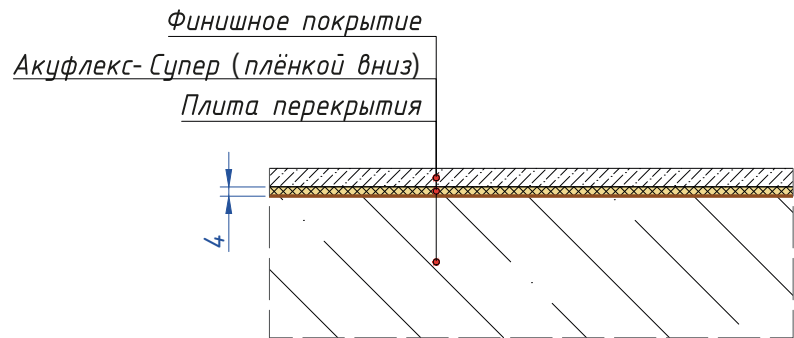 Финишное покрытие
Акуфлекс-Супер (плёнкой вниз)
Плита перекрытия
4